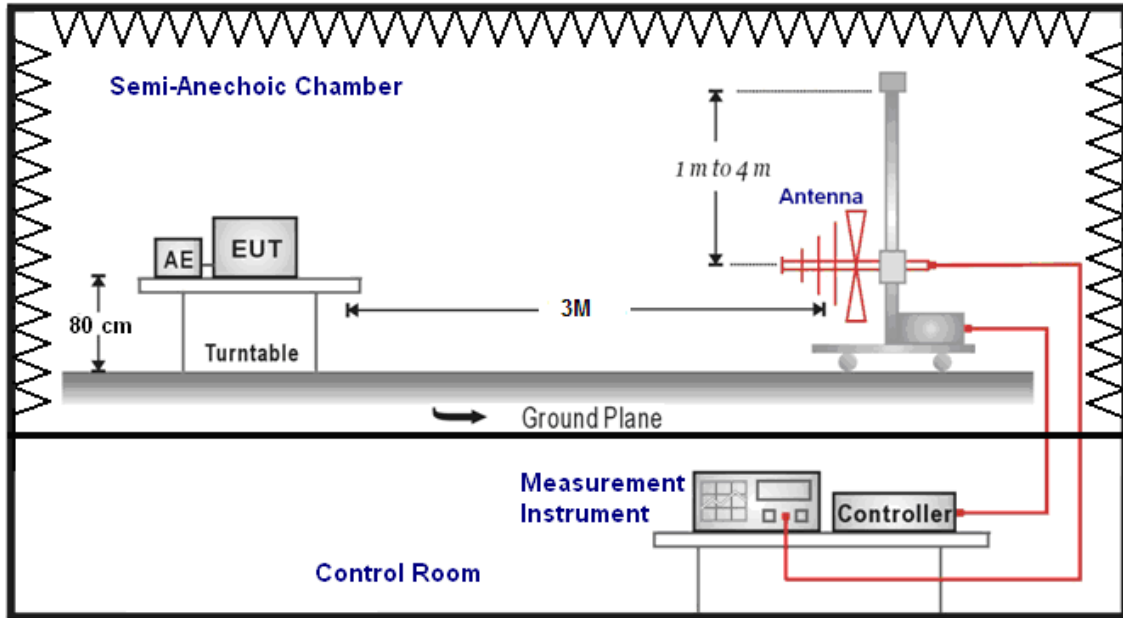 Semi-Anechoic Chamber
1 m to 4 m
Antenna
AE
EUT
3M
80 cm
Turntable
Ground Plane
Measurement
Instrument
Controller
Control Room